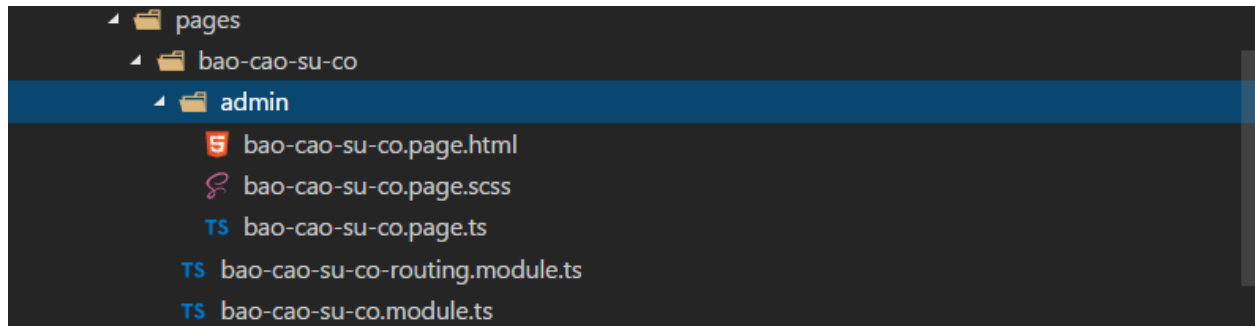 pages
bao-cao-su-co
admin
bao-cao-su-co.page.html
bao-cao-su-co.page.scss
TS bao-cao-su-co.page.ts
TS bao-cao-su-co-routing.module.ts
TS bao-cao-su-co.module.ts